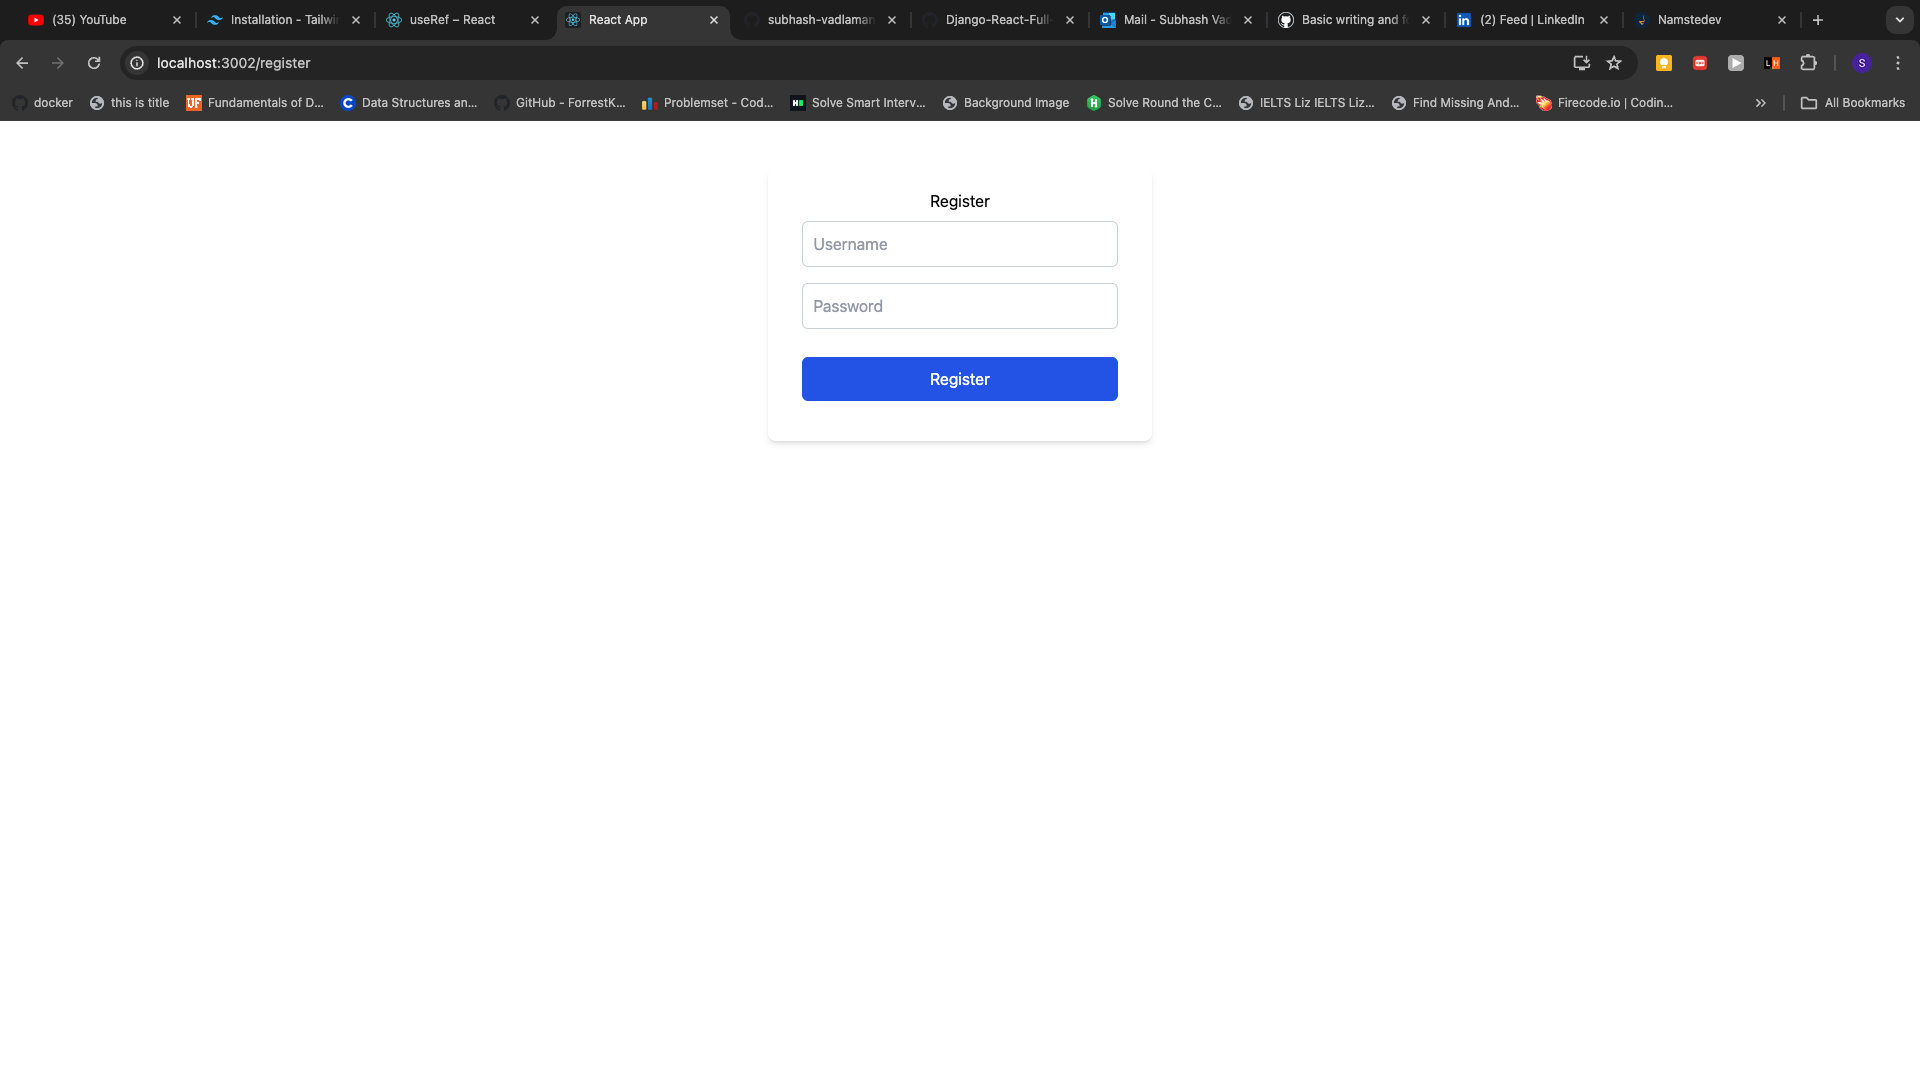 (35) YouTube
Installation - Tailwin
useRef – React
React App
subhash-vadlaman
Django-React-Full-
Mail - Subhash Vad
Basic writing and f
(2) Feed | LinkedIn
Namstedev
localhost:3002/register
S
docker
this is title
Fundamentals of D...
Data Structures an...
GitHub - ForrestK...
Problemset - Cod...
Solve Smart Interv...
Background Image
Solve Round the C...
IELTS Liz IELTS Liz...
Find Missing And...
Firecode.io | Codin...
All Bookmarks
Register
Username
Password
Register